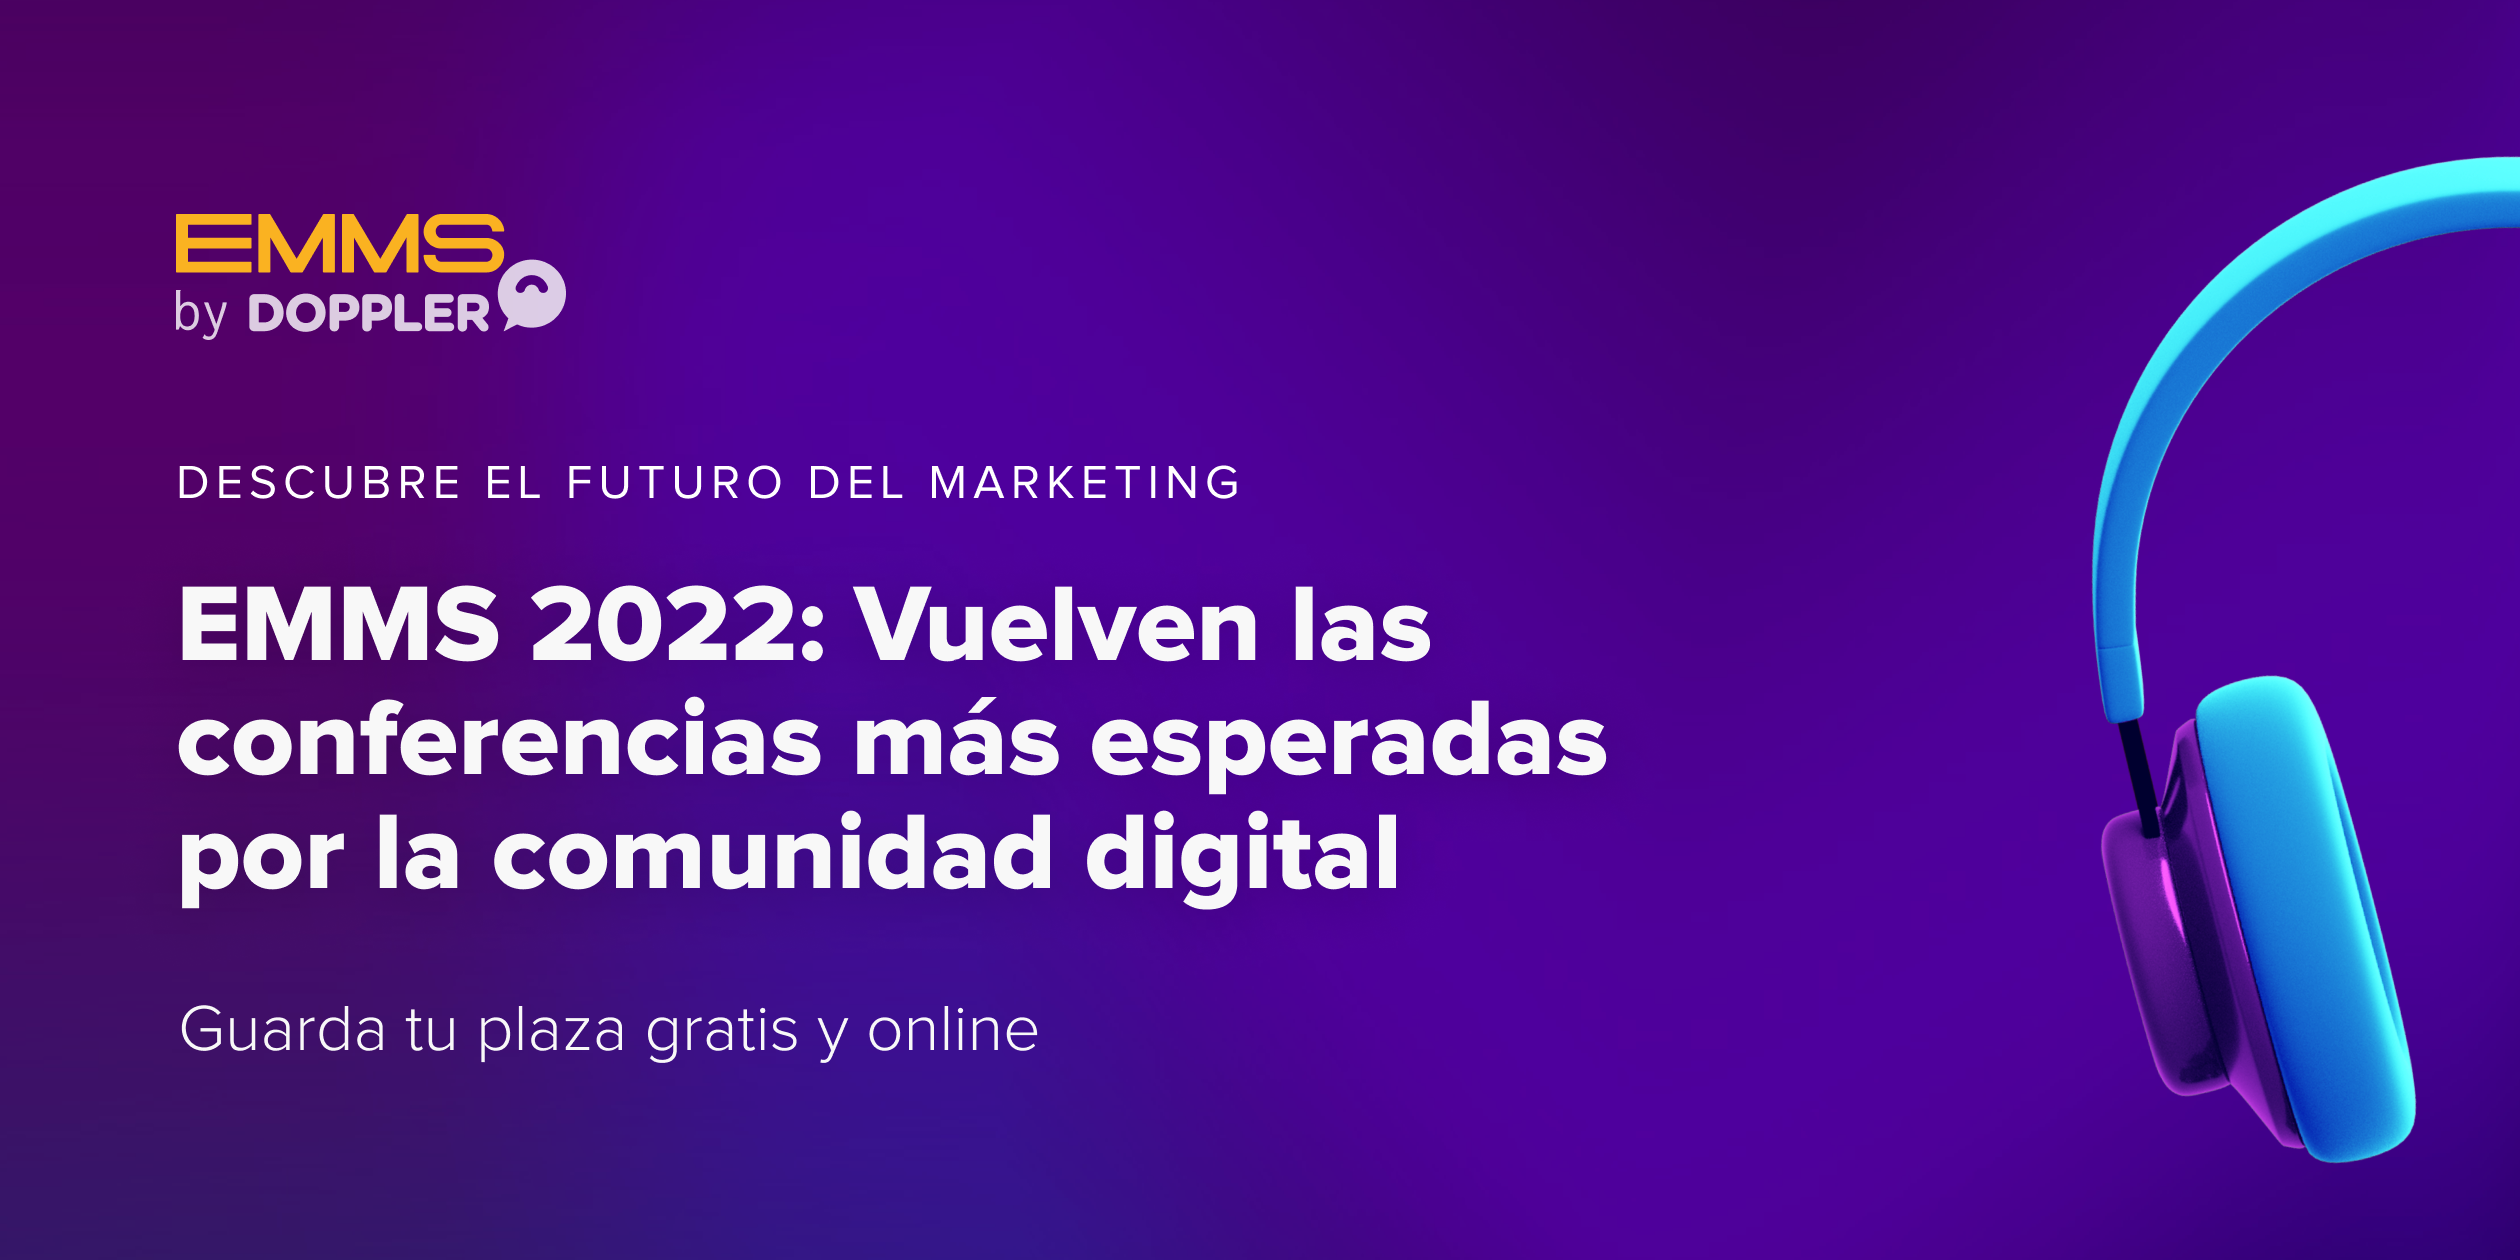 EMMS
by DOPPLER
DESCUBRE EL FUTURO DEL MARKETING
EMMS 2022: Vuelven las
conferencias más esperadas
por la comunidad digital
Guarda tu plaza gratis y online